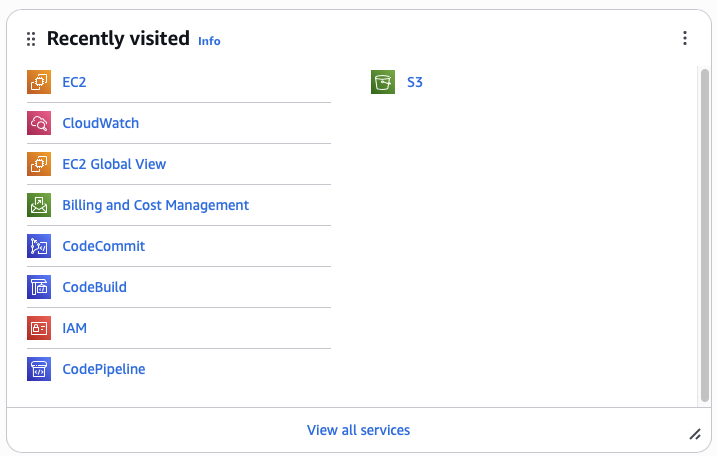 Recently visited Info
EC2
CloudWatch
EC2 Global View
Billing and Cost Management
CodeCommit
CodeBuild
IAM
CodePipeline
S3
View all services